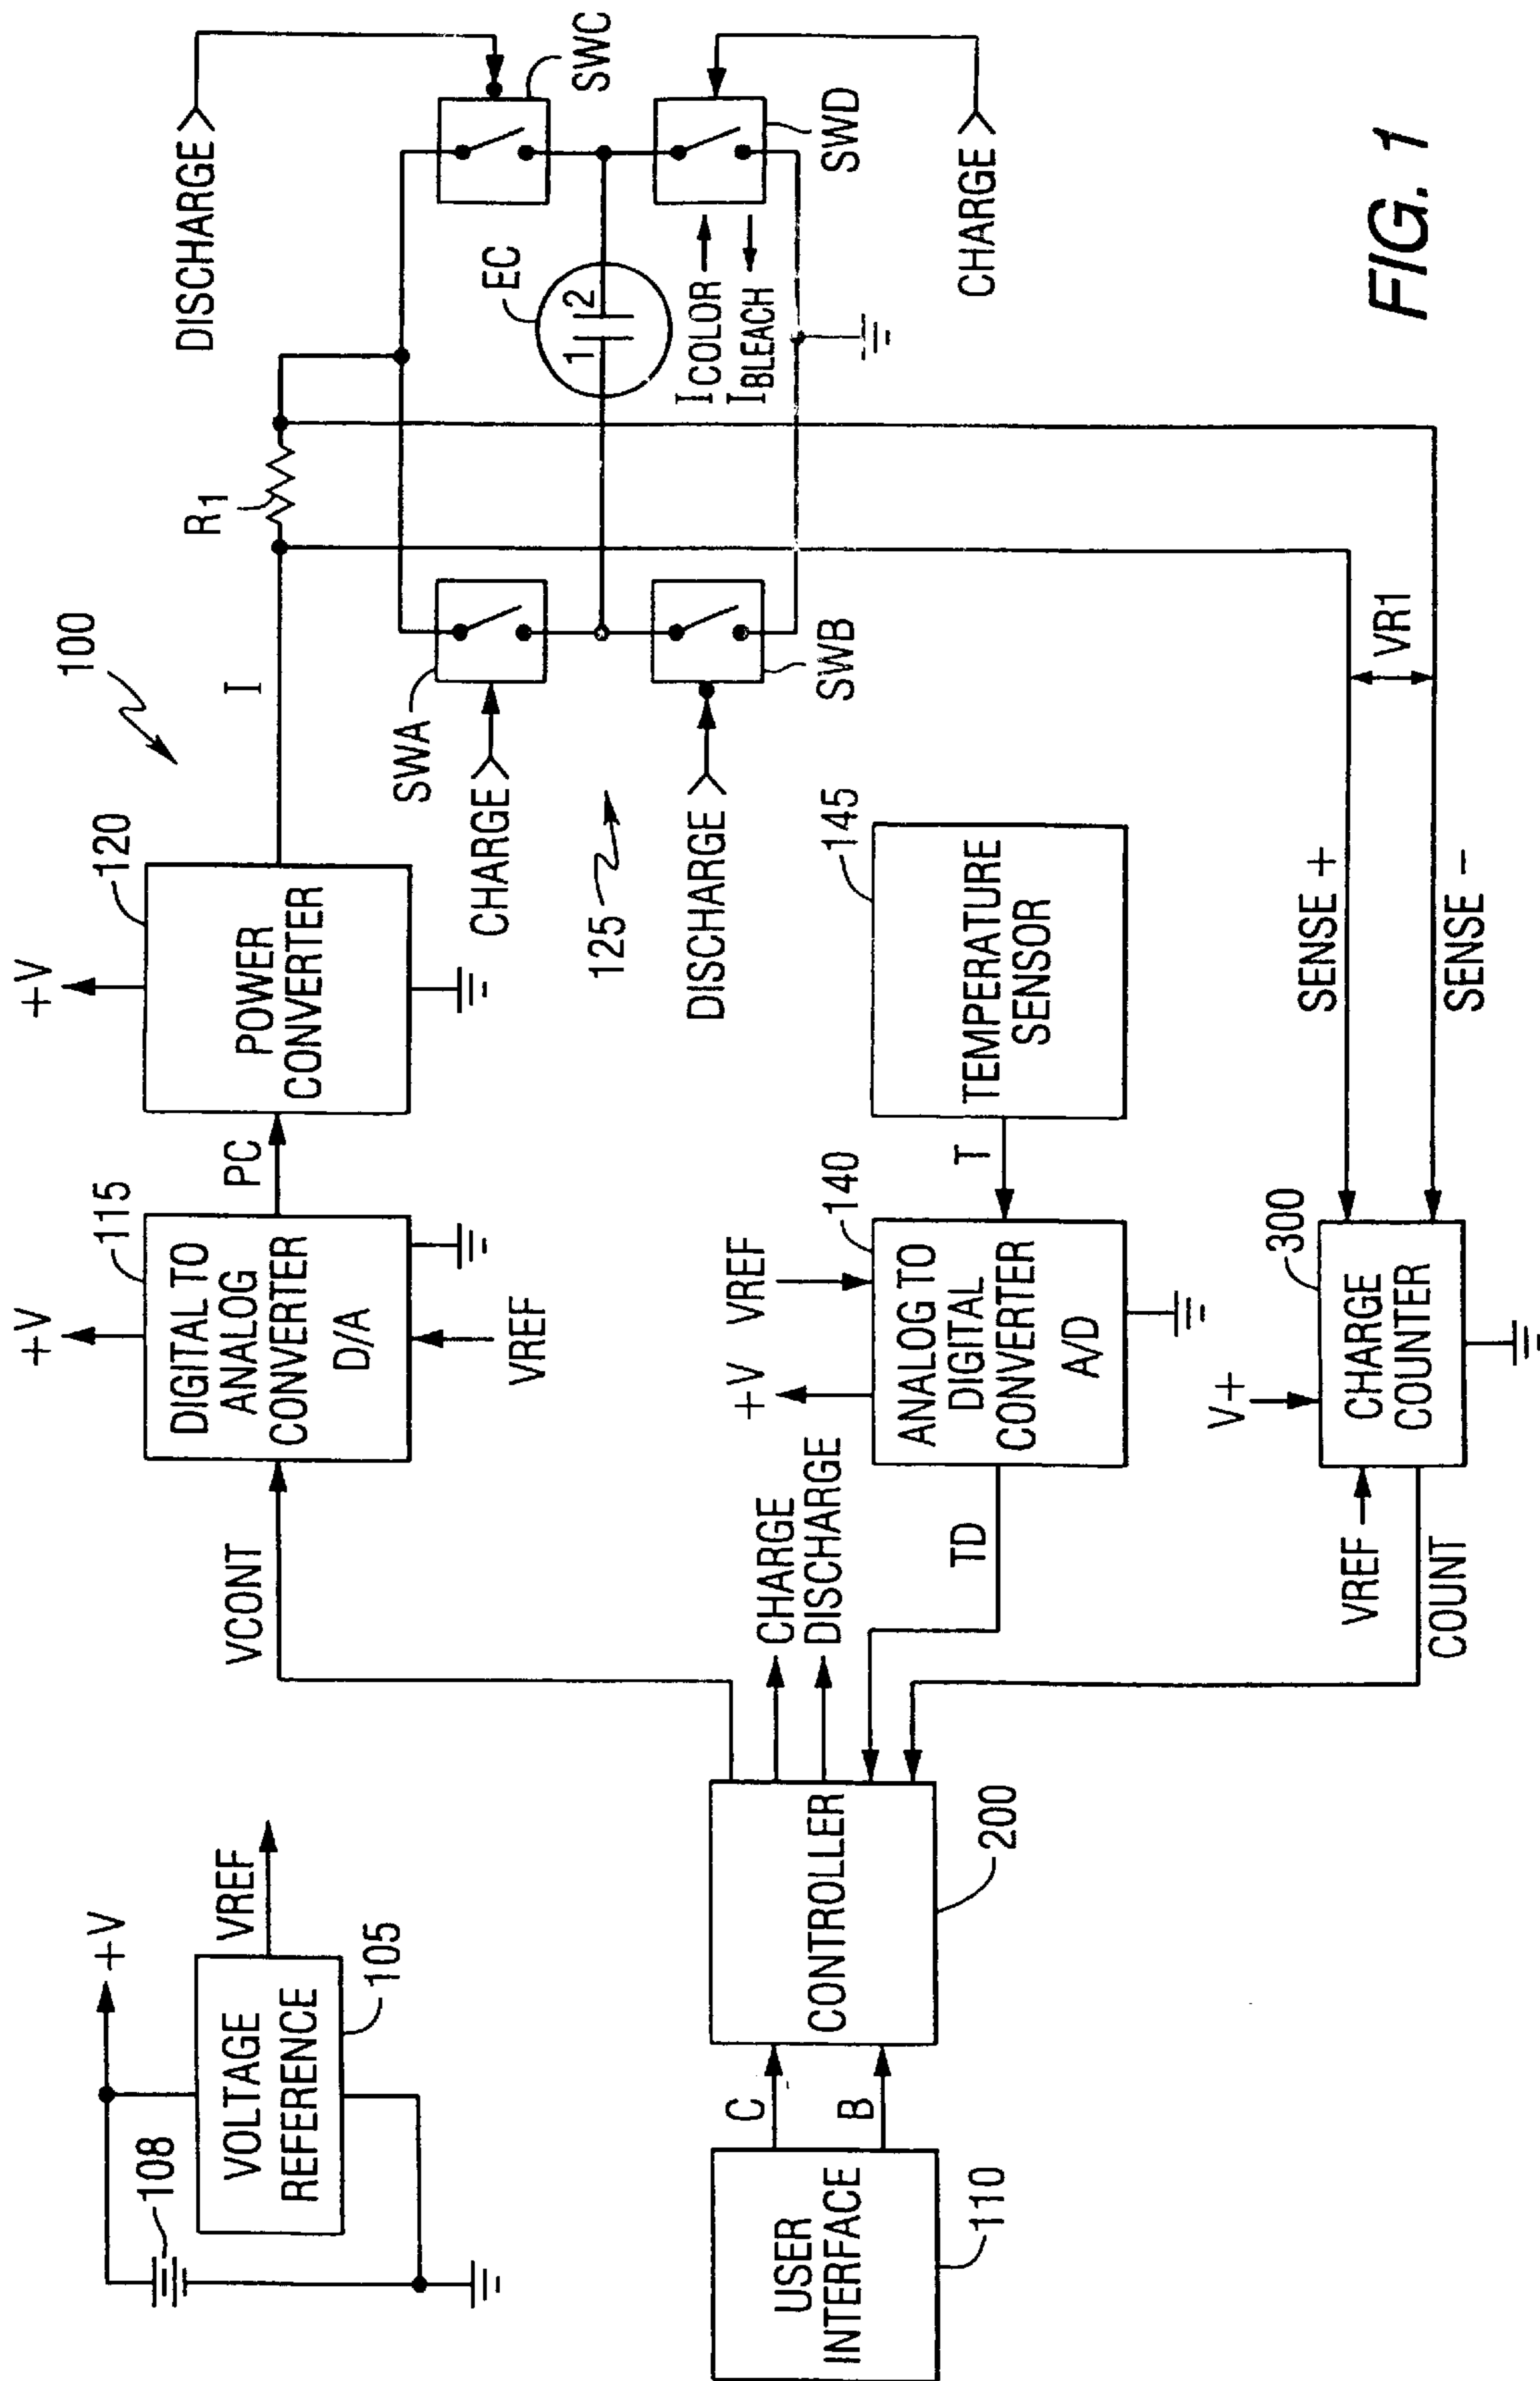 100
+V
VREF
VOLTAGE
REFERENCE
105
108
VCONT
+V
DIGITAL TO
ANALOG
CONVERTER
D/A
115
VREF
PC
+V
POWER
CONVERTER
120
I
R1
DISCHARGE
SWC
SWA
CHARGE
125
EC
1 2
I COLOR
I BLEACH
SWD
SWB
DISCHARGE
CHARGE
USER
INTERFACE
110
C
B
CONTROLLER
200
CHARGE
DISCHARGE
TD
+V
VREF
140
ANALOG TO
DIGITAL
CONVERTER
A/D
T
145
TEMPERATURE
SENSOR
V+
300
CHARGE
COUNTER
VREF
COUNT
SENSE +
SENSE -
VR1
FIG. 1